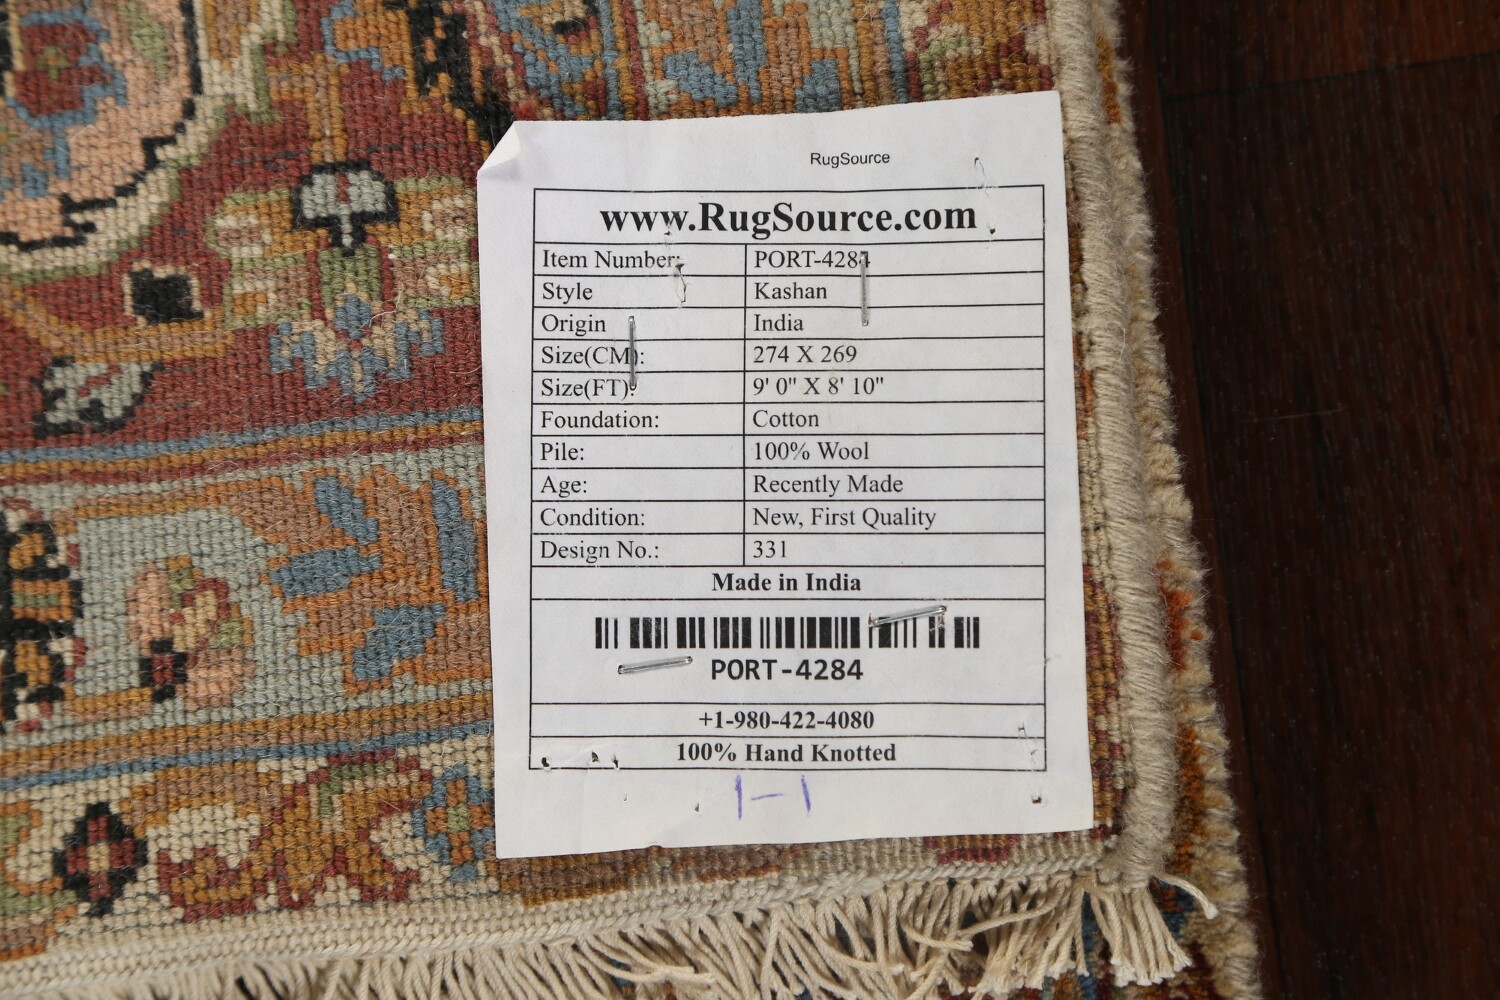 RugSource
www.RugSource.com
Item Number: PORT-4284
Style Kashan
Origin India
Size(CM): 274 X 269
Size(FT): 9' 0" X 8' 10"
Foundation: Cotton
Pile: 100% Wool
Age: Recently Made
Condition: New, First Quality
Design No.: 331
Made in India
PORT-4284
+1-980-422-4080
100% Hand Knotted
1-1